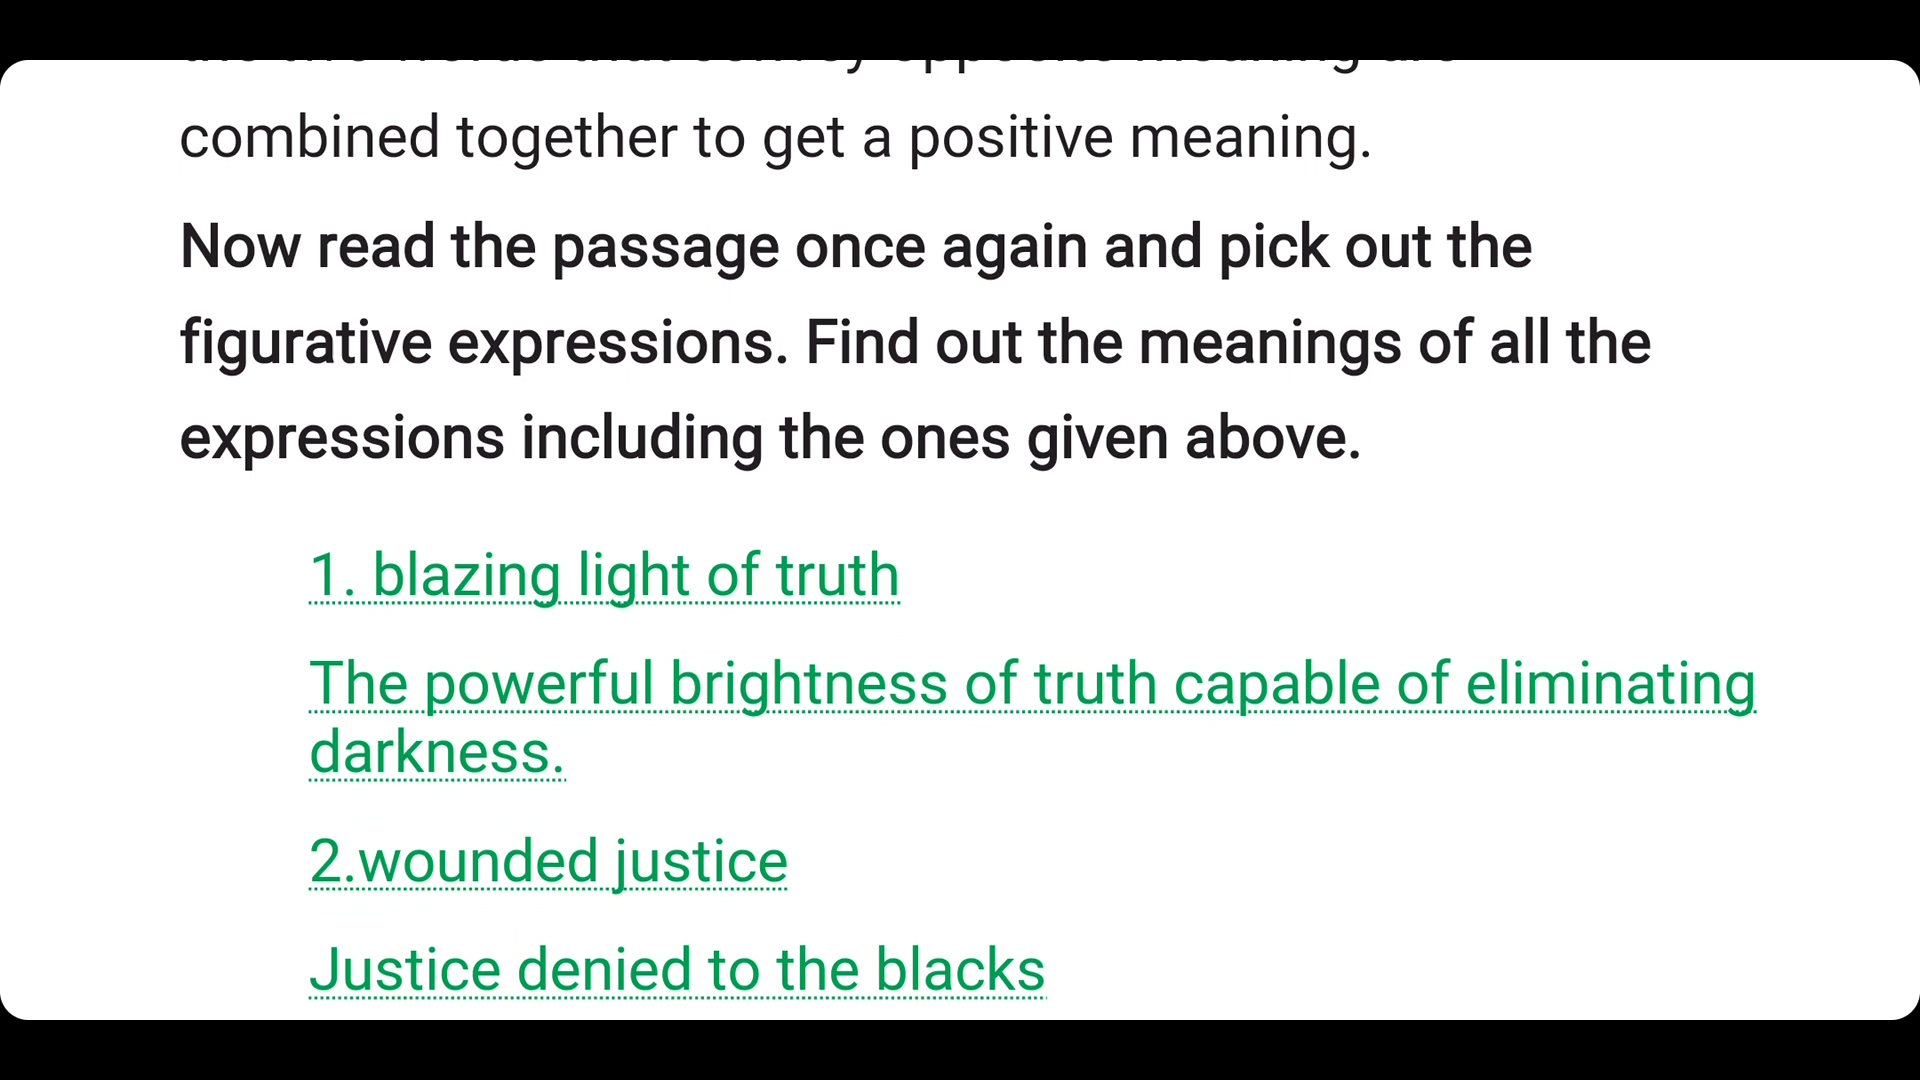 combined together to get a positive meaning.
Now read the passage once again and pick out the
figurative expressions. Find out the meanings of all the
expressions including the ones given above.
1. blazing light of truth
The powerful brightness of truth capable of eliminating
darkness.
2.wounded justice
Justice denied to the blacks